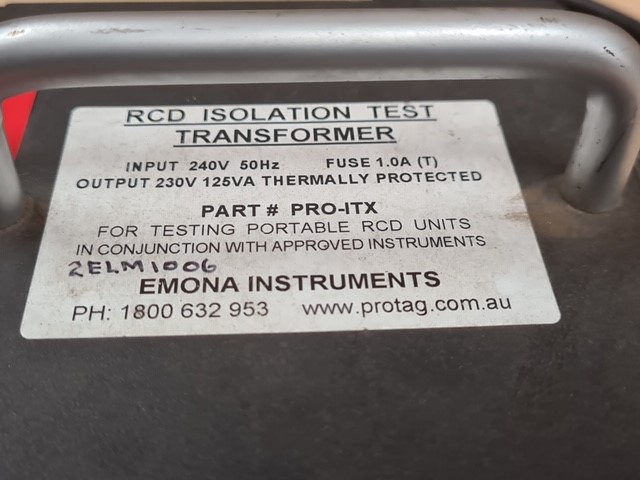 RCD ISOLATION TEST
TRANSFORMER
INPUT 240V 50Hz FUSE 1.0A (T)
OUTPUT 230V 125VA THERMALLY PROTECTED
PART # PRO-ITX
FOR TESTING PORTABLE RCD UNITS
IN CONJUNCTION WITH APPROVED INSTRUMENTS
2ELM1006
EMONA INSTRUMENTS
PH: 1800 632 953 www.protag.com.au